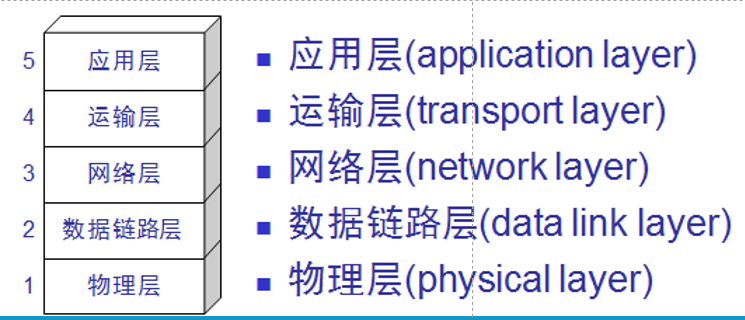 5 应用层
4 运输层
3 网络层
2 数据链路层
1 物理层
■ 应用层(application layer)
■ 运输层(transport layer)
■ 网络层(network layer)
■ 数据链路层(data link layer)
■ 物理层(physical layer)